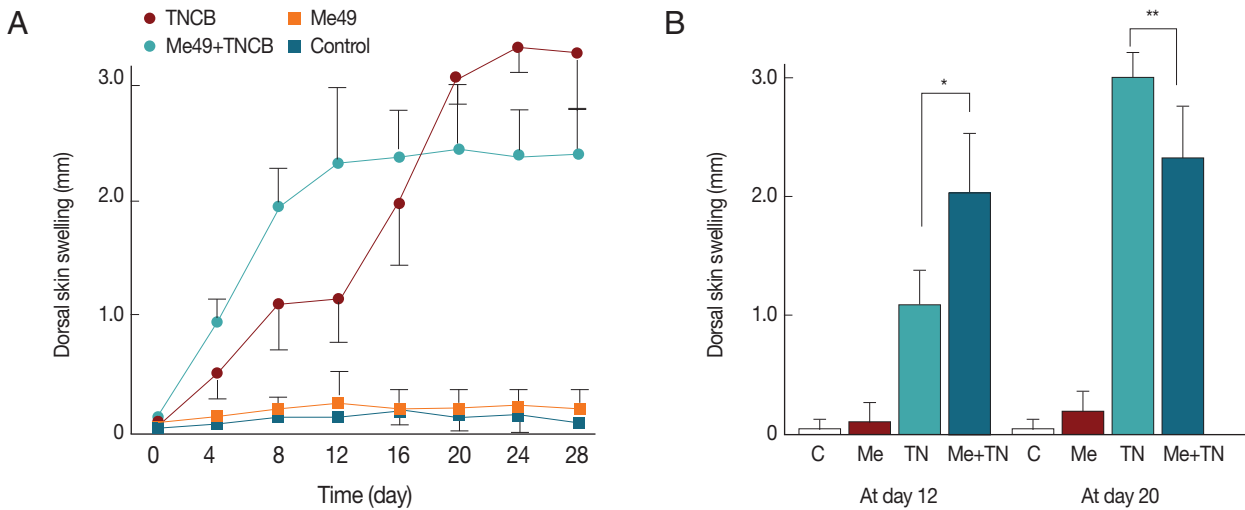 A
TNCB
Me49
Me49+TNCB
Control
Dorsal skin swelling (mm)
3.0
2.0
1.0
0
0 4 8 12 16 20 24 28
Time (day)
B
Dorsal skin swelling (mm)
3.0
2.0
1.0
0
*
**
C Me TN Me+TN C Me TN Me+TN
At day 12 At day 20